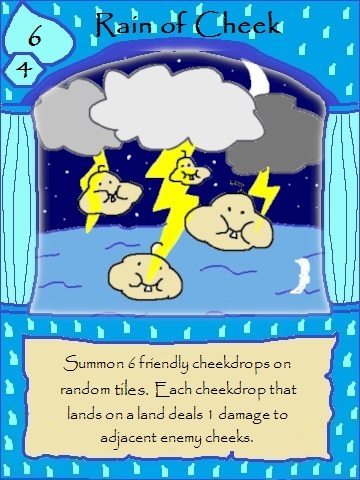 6
Rain of Cheek
4
Summon 6 friendly cheekdrops on
random tiles. Each cheekdrop that
lands on a land deals 1 damage to
adjacent enemy cheeks.